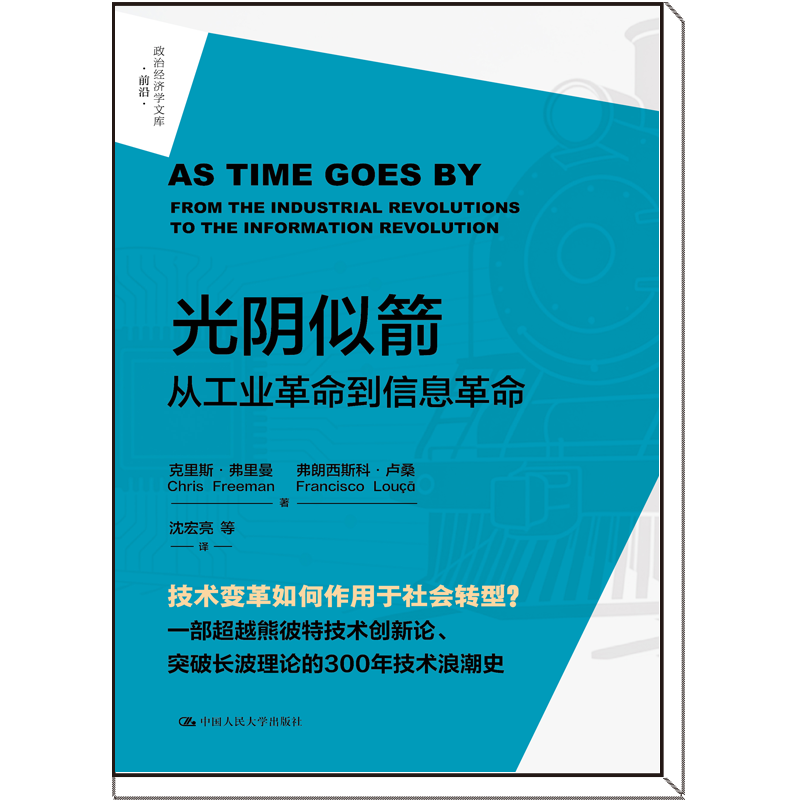 政治经济学文库
·前沿·
AS TIME GOES BY
FROM THE INDUSTRIAL REVOLUTIONS
TO THE INFORMATION REVOLUTION
光阴似箭
从工业革命到信息革命
克里斯·弗里曼 弗朗西斯科·卢桑
Chris Freeman Francisco Louçã
著
沈宏亮 等
译
技术变革如何作用于社会转型?
一部超越熊彼特技术创新论、
突破长波理论的300年技术浪潮史
中国人民大学出版社